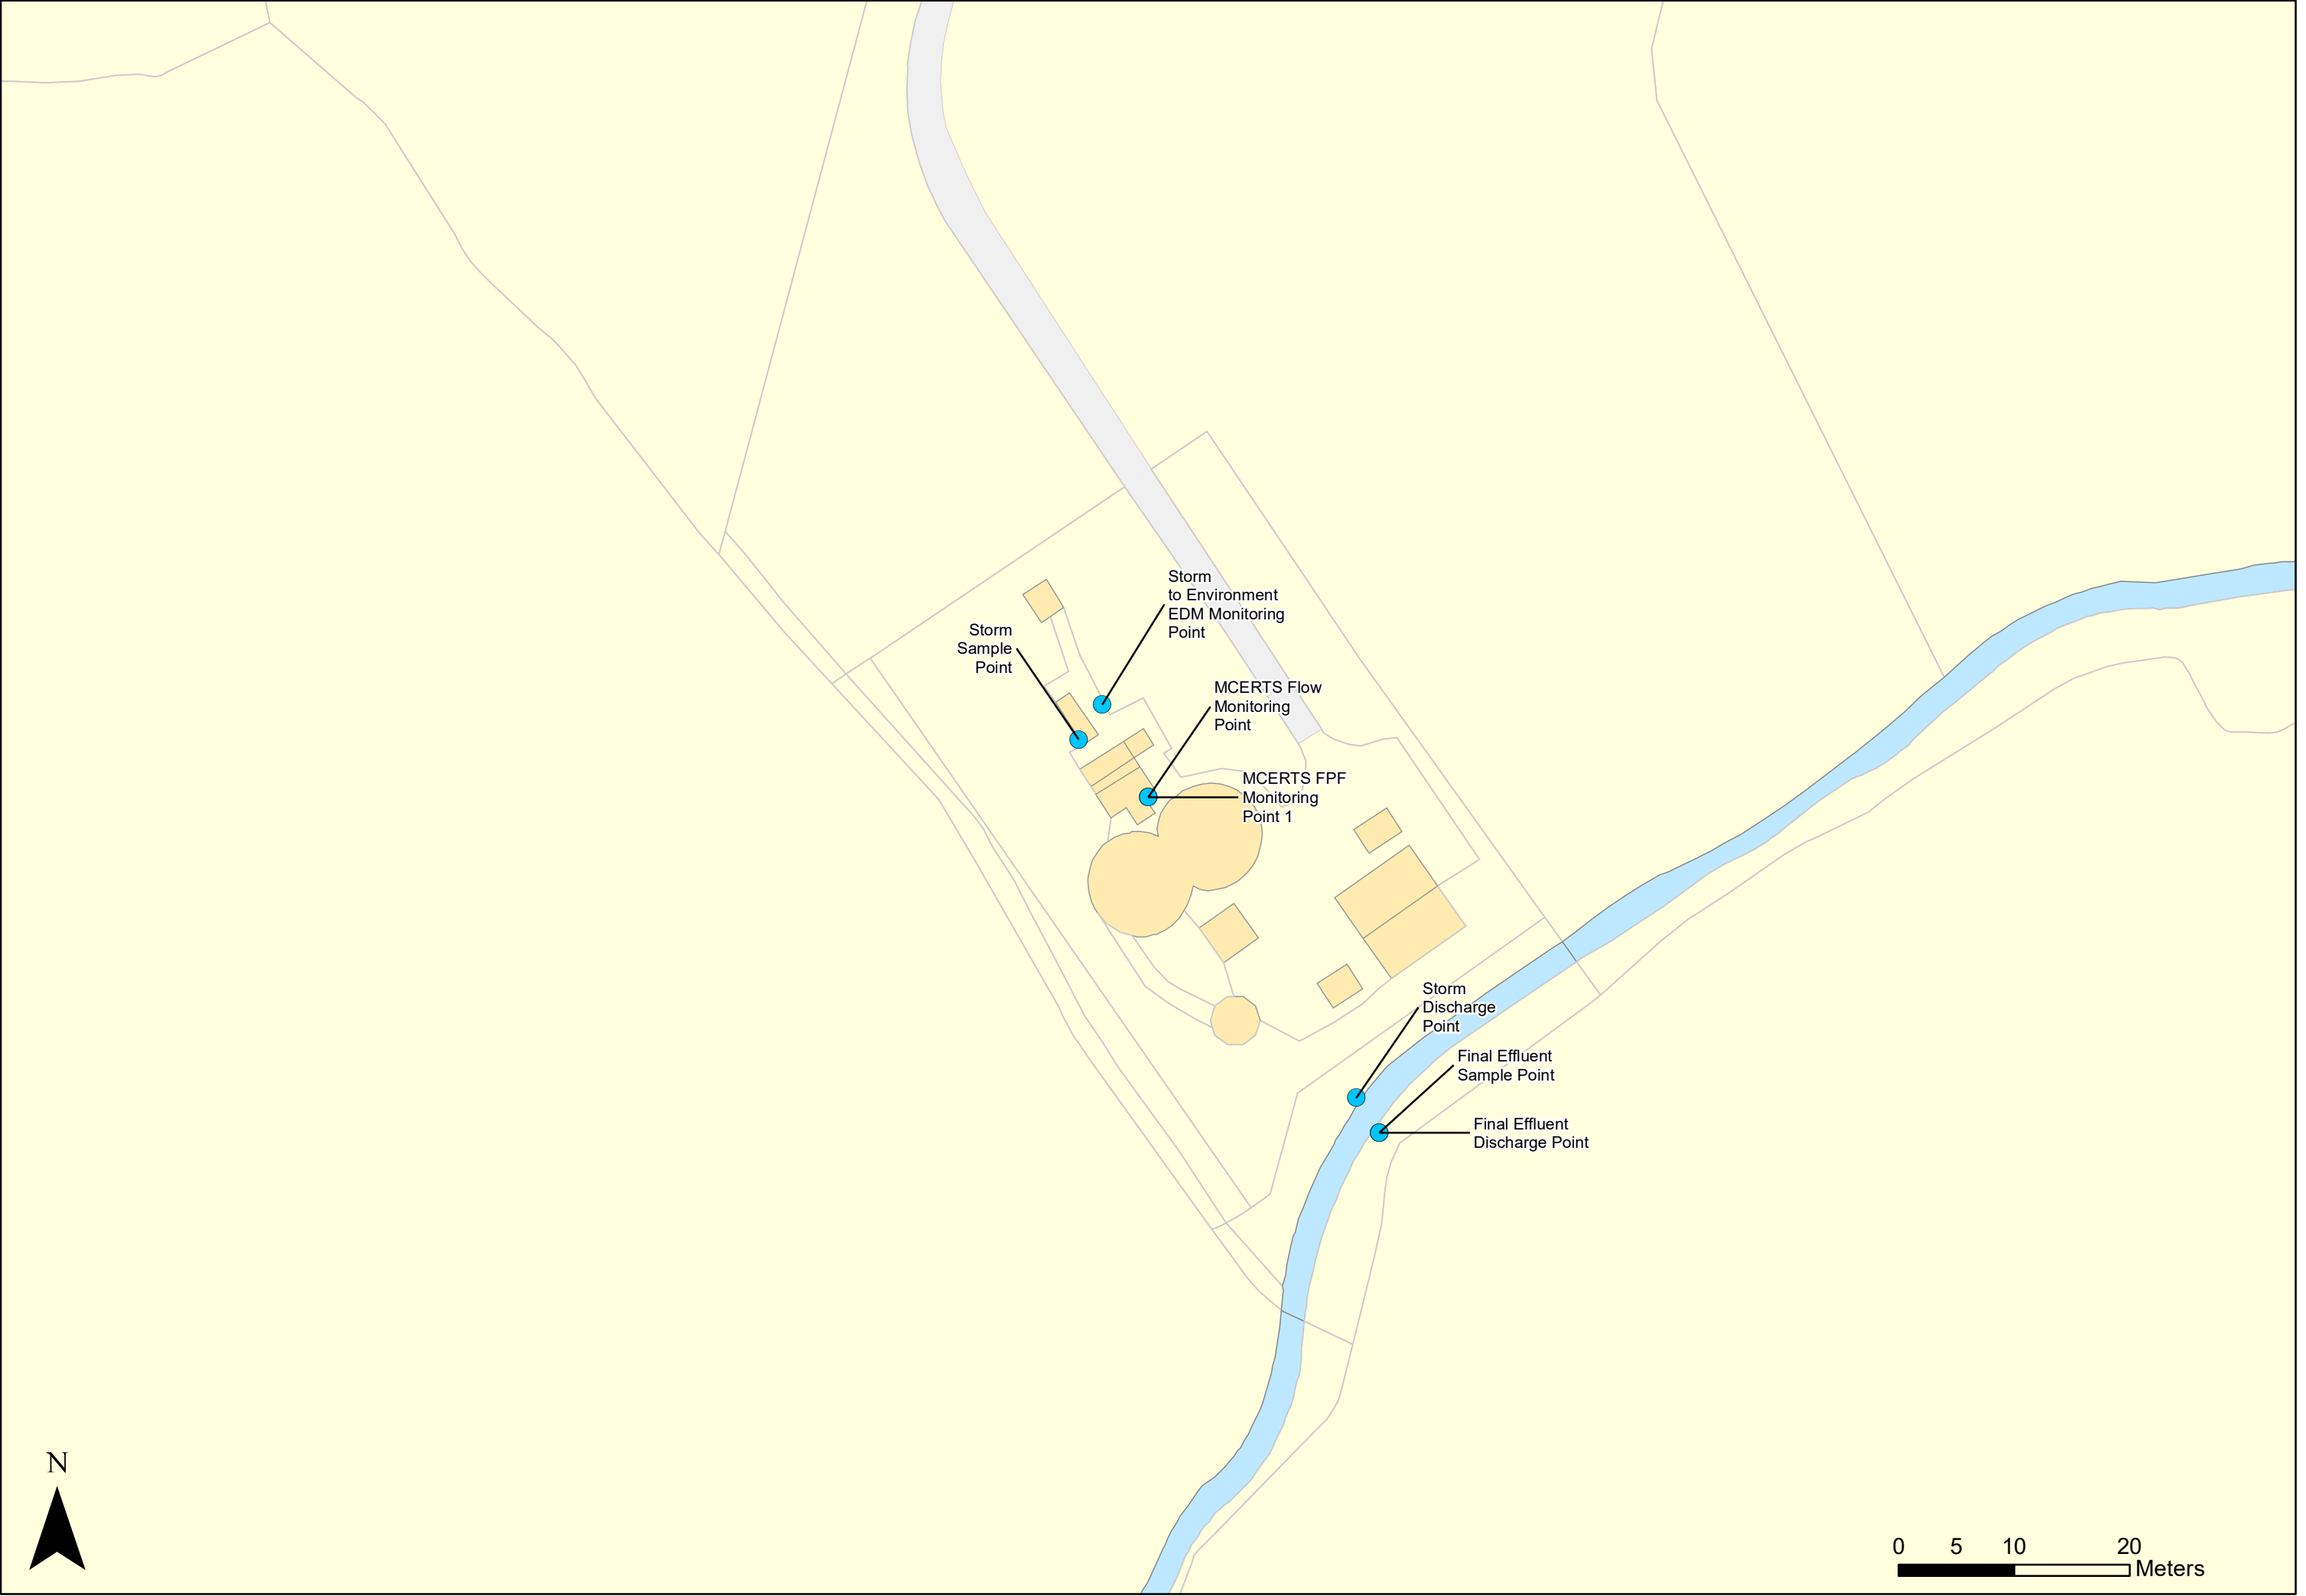 Storm
to Environment
EDM Monitoring
Point
Storm
Sample
Point
MCERTS Flow
Monitoring
Point
MCERTS FPF
Monitoring
Point 1
Storm
Discharge
Point
Final Effluent
Sample Point
Final Effluent
Discharge Point
N
0 5 10 20
Meters